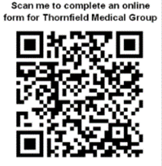 Scan me to complete an online
form for Thornfield Medical Group